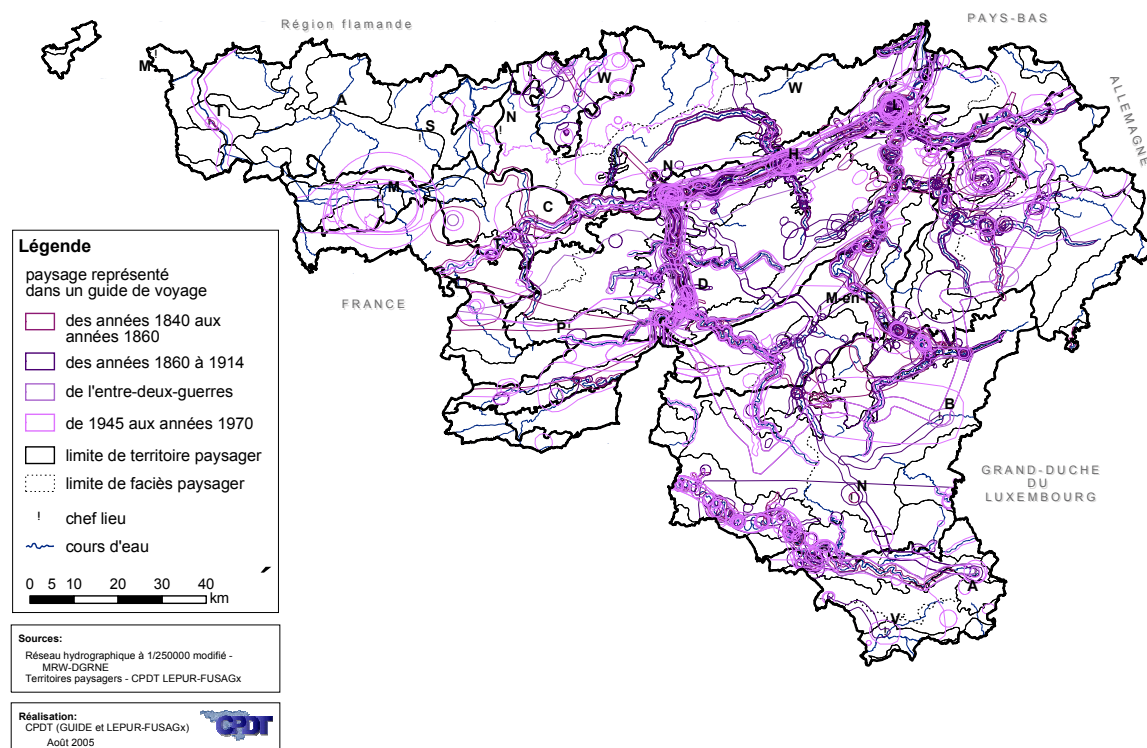 Région flamande
PAYS-BAS
ALLEMAGNE
FRANCE
GRAND-DUCHE
DU
LUXEMBOURG
M
A
S
N
W
W
M
C
N
H
L
V
D
P
M en F
B
N
A
V
Légende
paysage représenté
dans un guide de voyage
des années 1840 aux
années 1860
des années 1860 à 1914
de l'entre-deux-guerres
de 1945 aux années 1970
limite de territoire paysager
limite de faciès paysager
! chef lieu
cours d'eau
0 5 10 20 30 40
km
Sources:
Réseau hydrographique à 1/250000 modifié -
MRW-DGRNE
Territoires paysagers - CPDT LEPUR-FUSAGx
Réalisation:
CPDT (GUIDE et LEPUR-FUSAGx)
Août 2005
CPDT